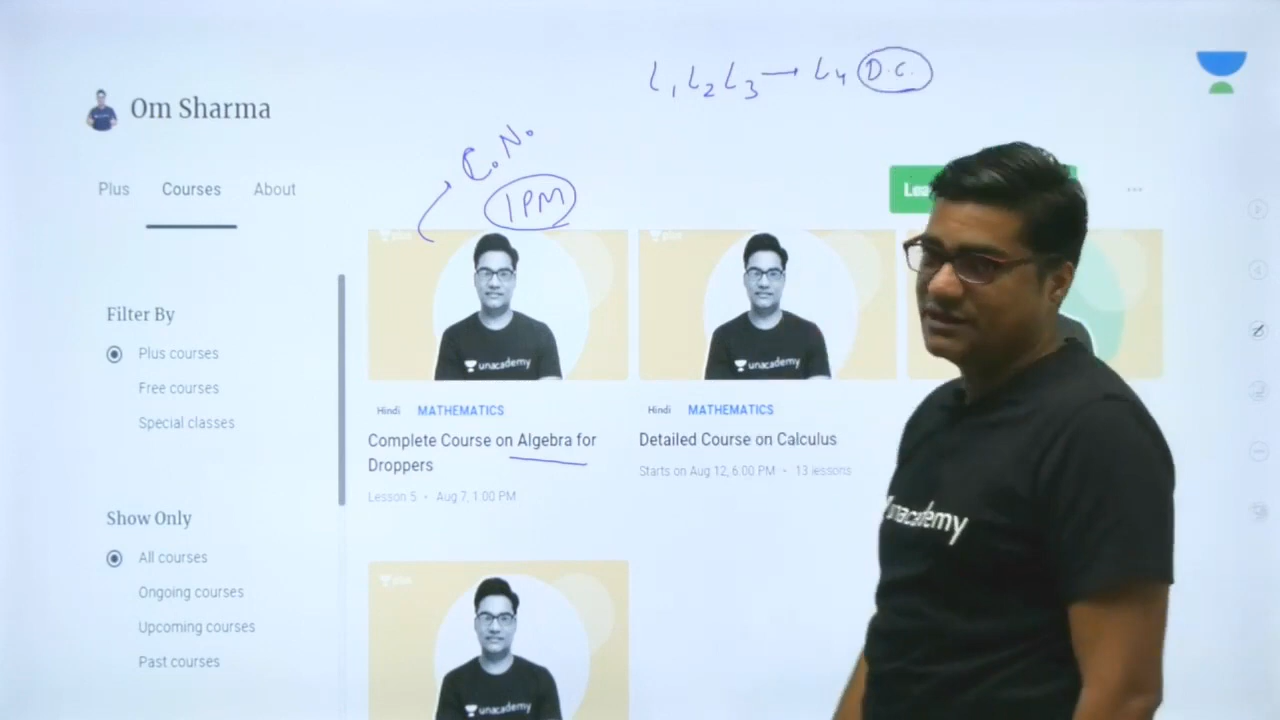 L1 L2 L3 → L4 D.C.
Om Sharma
C.N.
1PM
Plus Courses About
Lea
Filter By
Plus courses
Free courses
Special classes
Show Only
All courses
Ongoing courses
Upcoming courses
Past courses
unacademy
Hindi MATHEMATICS
Complete Course on Algebra for
Droppers
Lesson 5 • Aug 7, 1:00 PM
unacademy
Hindi MATHEMATICS
Detailed Course on Calculus
Starts on Aug 12, 6:00 PM • 13 lessons
unacademy
unacademy